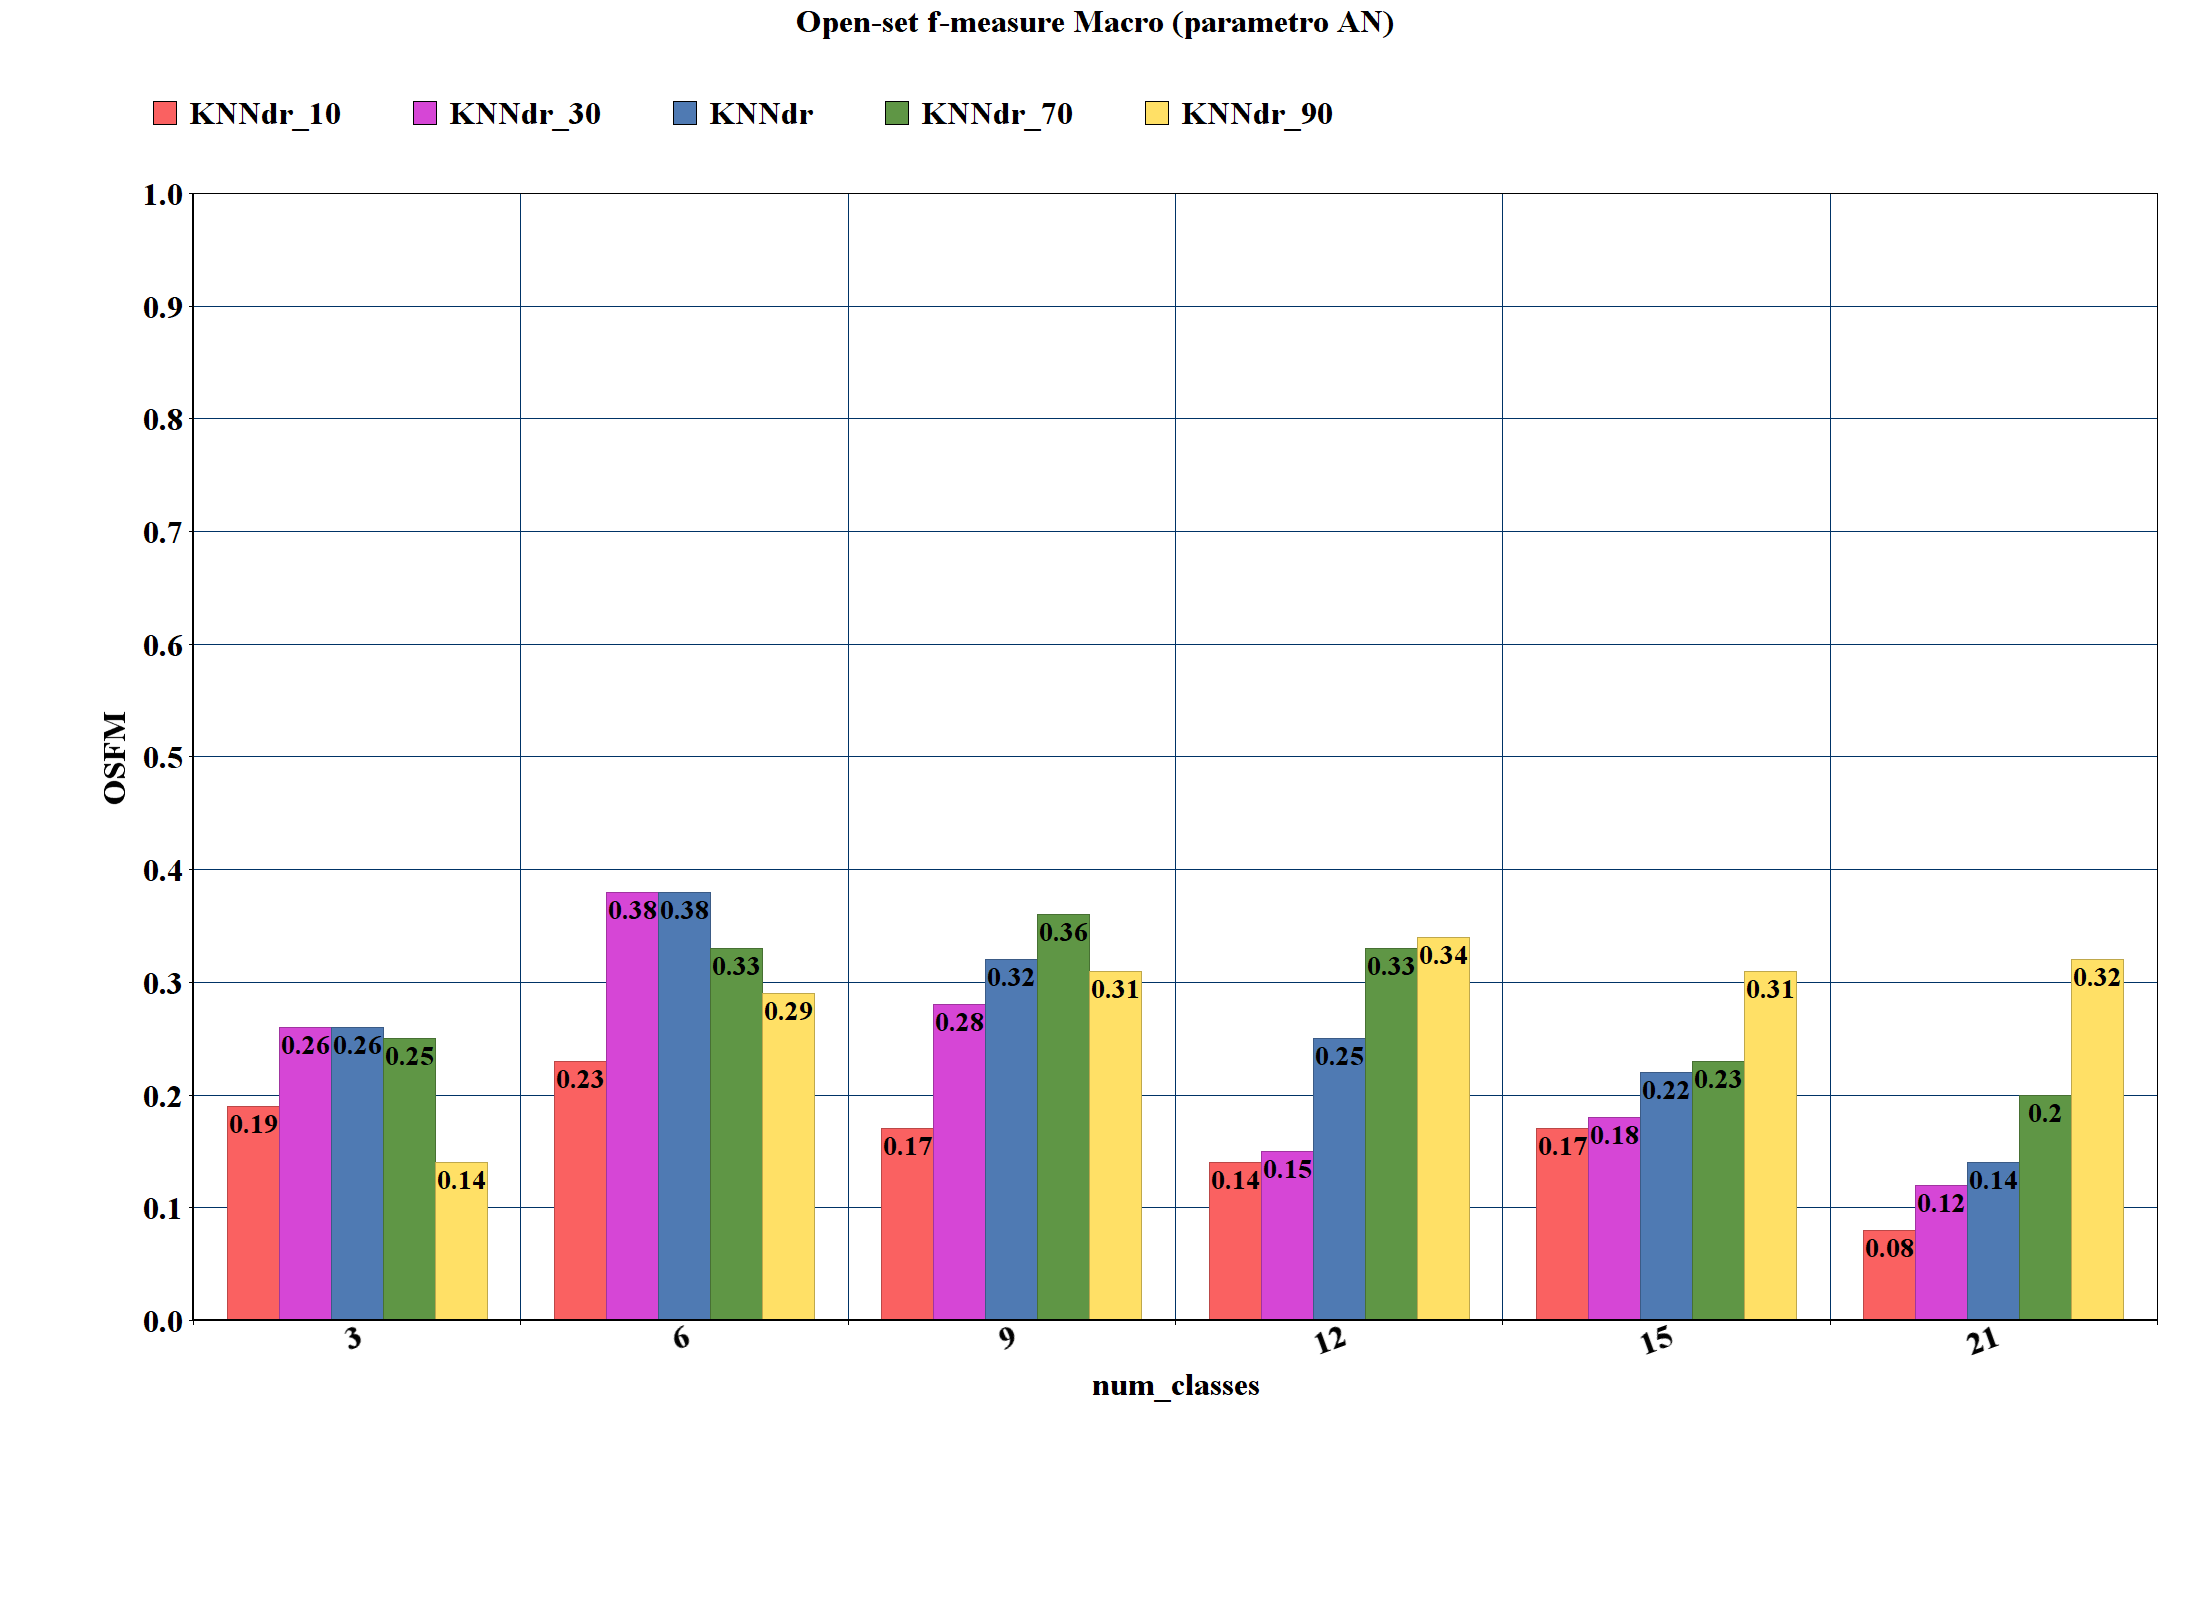 Open-set f-measure Macro (parametro AN)
KNNdr_10 KNNdr_30 KNNdr KNNdr_70 KNNdr_90
1.0
0.9
0.8
0.7
0.6
0.5
0.4
0.3
0.2
0.1
0.0
OSFM
0.19 0.26 0.26 0.25 0.14
0.23 0.38 0.38 0.33 0.29
0.17 0.28 0.32 0.36 0.31
0.14 0.15 0.25 0.33 0.34
0.17 0.18 0.22 0.23 0.31
0.08 0.12 0.14 0.2 0.32
3 6 9 12 15 21
num_classes